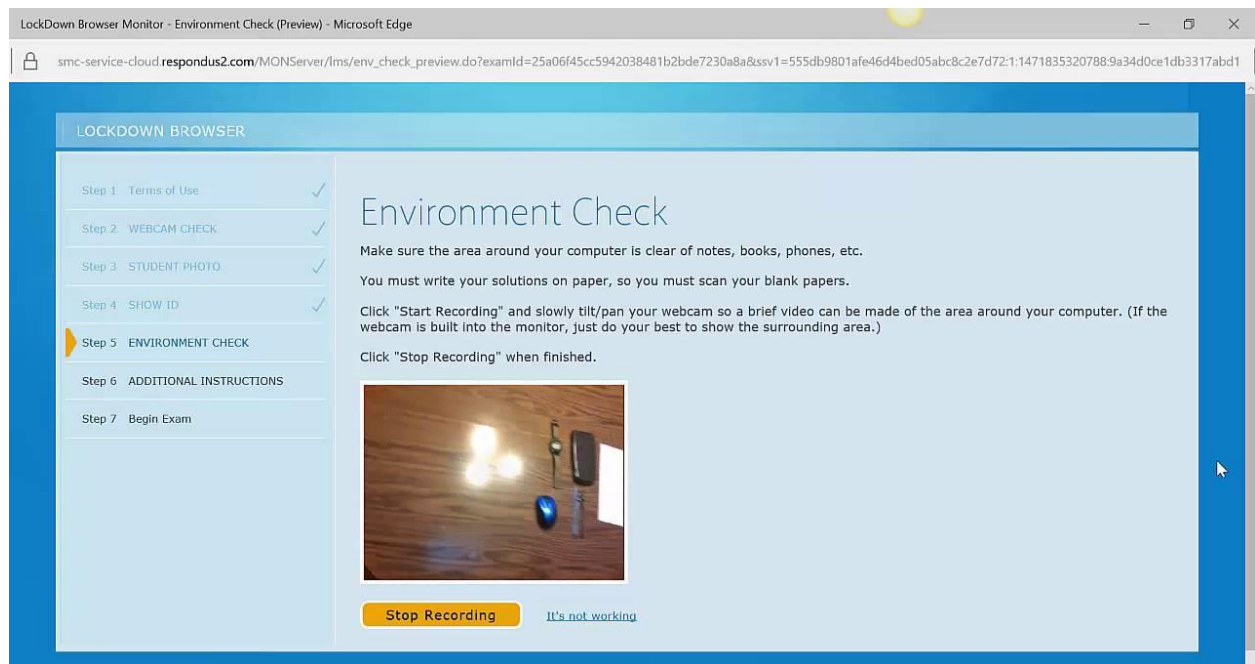 LockDown Browser Monitor - Environment Check (Preview) - Microsoft Edge
smc-service-cloud.respondus2.com/MONServer/lms/env_check_preview.do?examId=25a06f45cc5942038481b2bde7230a8a&ssv1=555db9801afe46d4bed05abc8c2e7d72:1:1471835320788:9a34d0ce1db3317abd1
LOCKDOWN BROWSER
Step 1 Terms of Use
Step 2 WEBCAM CHECK
Step 3 STUDENT PHOTO
Step 4 SHOW ID
Step 5 ENVIRONMENT CHECK
Step 6 ADDITIONAL INSTRUCTIONS
Step 7 Begin Exam
Environment Check
Make sure the area around your computer is clear of notes, books, phones, etc.
You must write your solutions on paper, so you must scan your blank papers.
Click "Start Recording" and slowly tilt/pan your webcam so a brief video can be made of the area around your computer. (If the
webcam is built into the monitor, just do your best to show the surrounding area.)
Click "Stop Recording" when finished.
Stop Recording It's not working